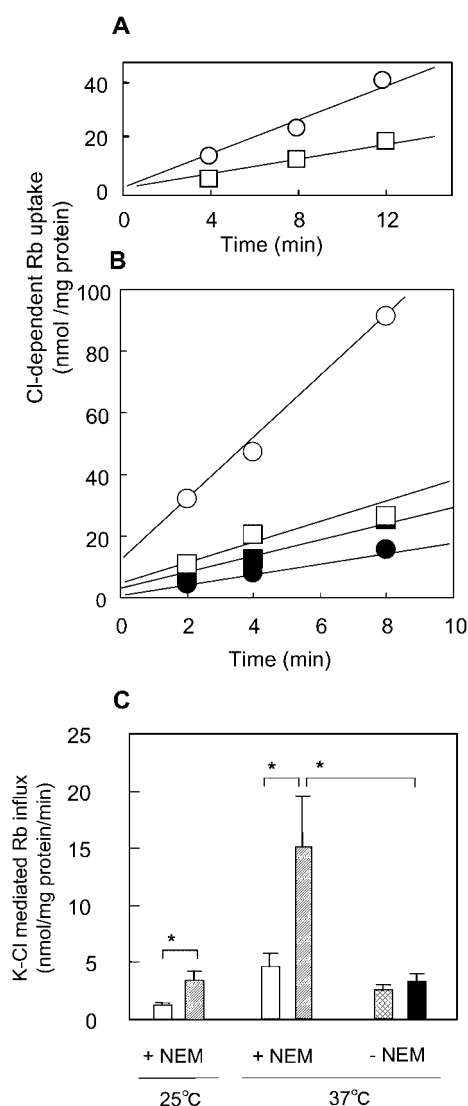 A
40
20
0
0
4
8
12
Time (min)
Cl-dependent Rb uptake
(nmol /mg protein)
B
100
80
60
40
20
0
0
2
4
6
8
10
Time (min)
C
K-Cl mediated Rb influx
(nmol/mg protein/min)
25
20
15
10
5
0
*
*
*
+ NEM
+ NEM
- NEM
25°C
37°C